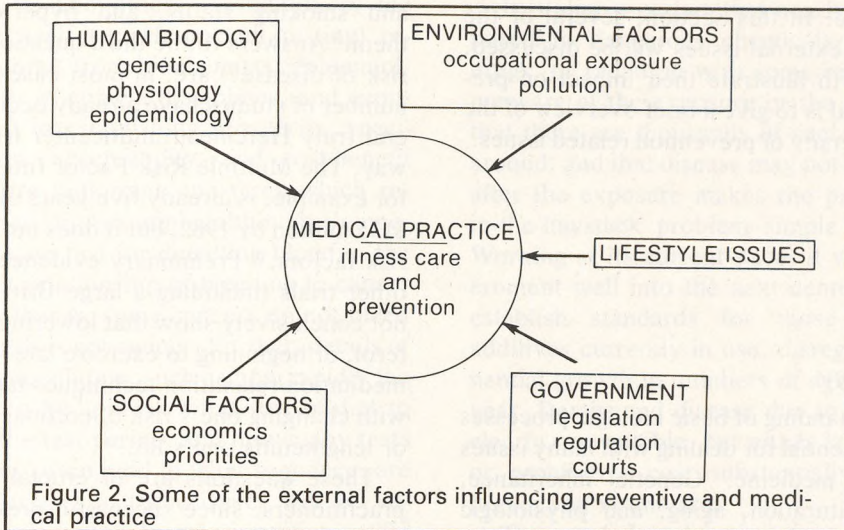 HUMAN BIOLOGY
genetics
physiology
epidemiology
ENVIRONMENTAL FACTORS
occupational exposure
pollution
MEDICAL PRACTICE
illness care
and
prevention
LIFESTYLE ISSUES
SOCIAL FACTORS
economics
priorities
GOVERNMENT
legislation
regulation
courts
Figure 2. Some of the external factors influencing preventive and medi-
cal practice